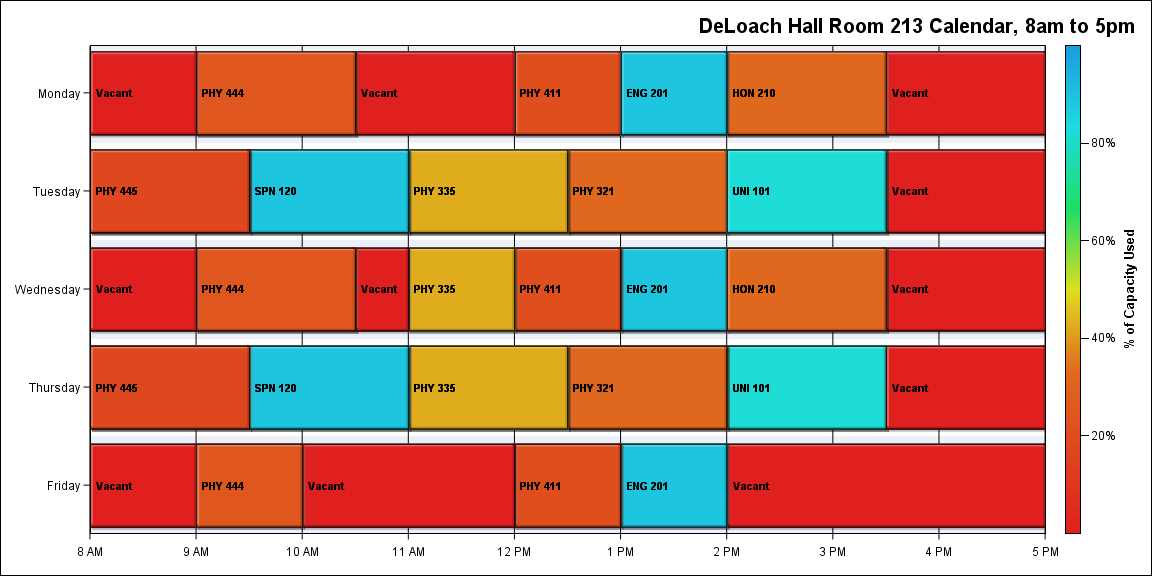 DeLoach Hall Room 213 Calendar, 8am to 5pm
Monday
Vacant
PHY 444
Vacant
PHY 411
ENG 201
HON 210
Vacant
Tuesday
PHY 445
SPN 120
PHY 335
PHY 321
UNI 101
Vacant
Wednesday
Vacant
PHY 444
Vacant
PHY 335
PHY 411
ENG 201
HON 210
Vacant
Thursday
PHY 445
SPN 120
PHY 335
PHY 321
UNI 101
Vacant
Friday
Vacant
PHY 444
Vacant
PHY 411
ENG 201
Vacant
8 AM
9 AM
10 AM
11 AM
12 PM
1 PM
2 PM
3 PM
4 PM
5 PM
80%
60%
40%
20%
% of Capacity Used